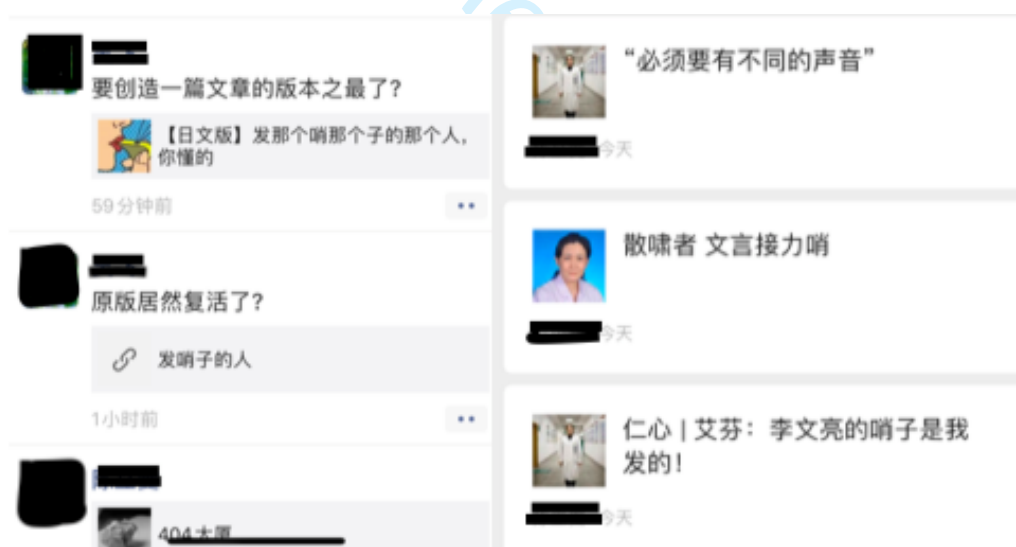 要创造一篇文章的版本之最了?
【日文版】发那个哨那个子的那个人,
你懂的
59分钟前
原版居然复活了?
发哨子的人
1小时前
404大厦
“必须要有不同的声音”
今天
散啸者 文言接力哨
今天
仁心 | 艾芬：李文亮的哨子是我
发的!
今天